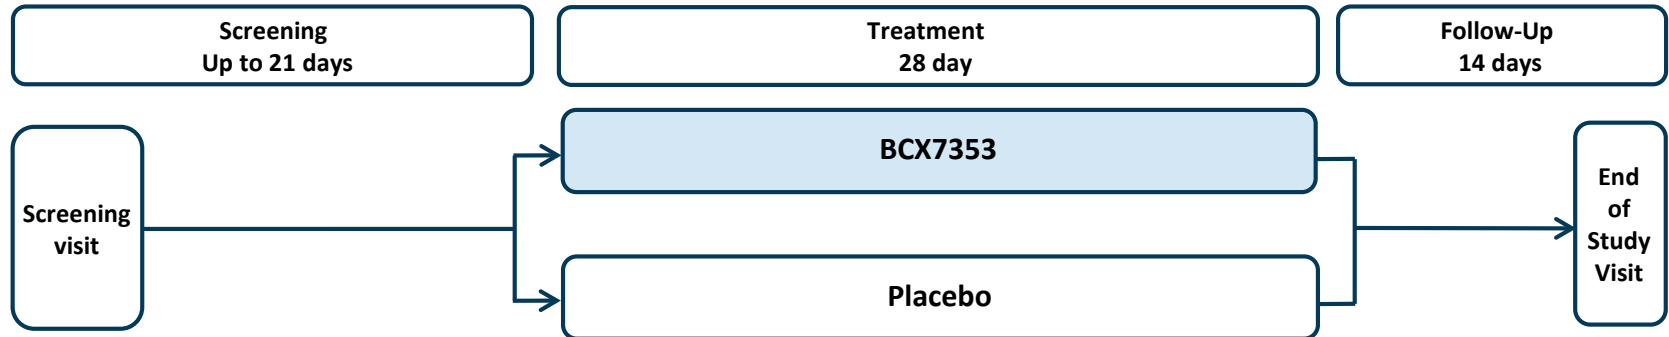 Screening
Up to 21 days
Treatment
28 day
Follow-Up
14 days
Screening
visit
BCX7353
Placebo
End
of
Study
Visit